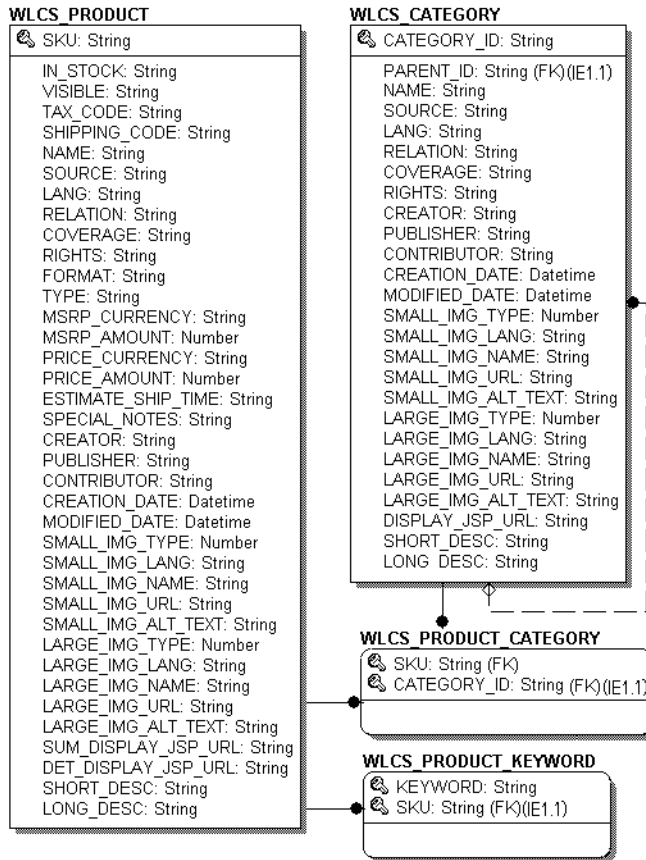 WLCS_PRODUCT
SKU: String
IN_STOCK: String
VISIBLE: String
TAX_CODE: String
SHIPPING_CODE: String
NAME: String
SOURCE: String
LANG: String
RELATION: String
COVERAGE: String
RIGHTS: String
FORMAT: String
TYPE: String
MSRP_CURRENCY: String
MSRP_AMOUNT: Number
PRICE_CURRENCY: String
PRICE_AMOUNT: Number
ESTIMATE_SHIP_TIME: String
SPECIAL_NOTES: String
CREATOR: String
PUBLISHER: String
CONTRIBUTOR: String
CREATION_DATE: Datetime
MODIFIED_DATE: Datetime
SMALL_IMG_TYPE: Number
SMALL_IMG_LANG: String
SMALL_IMG_NAME: String
SMALL_IMG_URL: String
SMALL_IMG_ALT_TEXT: String
LARGE_IMG_TYPE: Number
LARGE_IMG_LANG: String
LARGE_IMG_NAME: String
LARGE_IMG_URL: String
LARGE_IMG_ALT_TEXT: String
SUM_DISPLAY_JSP_URL: String
DET_DISPLAY_JSP_URL: String
SHORT_DESC: String
LONG_DESC: String
WLCS_CATEGORY
CATEGORY_ID: String
PARENT_ID: String (FK)(IE1.1)
NAME: String
SOURCE: String
LANG: String
RELATION: String
COVERAGE: String
RIGHTS: String
CREATOR: String
PUBLISHER: String
CONTRIBUTOR: String
CREATION_DATE: Datetime
MODIFIED_DATE: Datetime
SMALL_IMG_TYPE: Number
SMALL_IMG_LANG: String
SMALL_IMG_NAME: String
SMALL_IMG_URL: String
SMALL_IMG_ALT_TEXT: String
LARGE_IMG_TYPE: Number
LARGE_IMG_LANG: String
LARGE_IMG_NAME: String
LARGE_IMG_URL: String
LARGE_IMG_ALT_TEXT: String
DISPLAY_JSP_URL: String
SHORT_DESC: String
LONG_DESC: String
WLCS_PRODUCT_CATEGORY
SKU: String (FK)
CATEGORY_ID: String (FK)(IE1.1)
WLCS_PRODUCT_KEYWORD
KEYWORD: String
SKU: String (FK)(IE1.1)